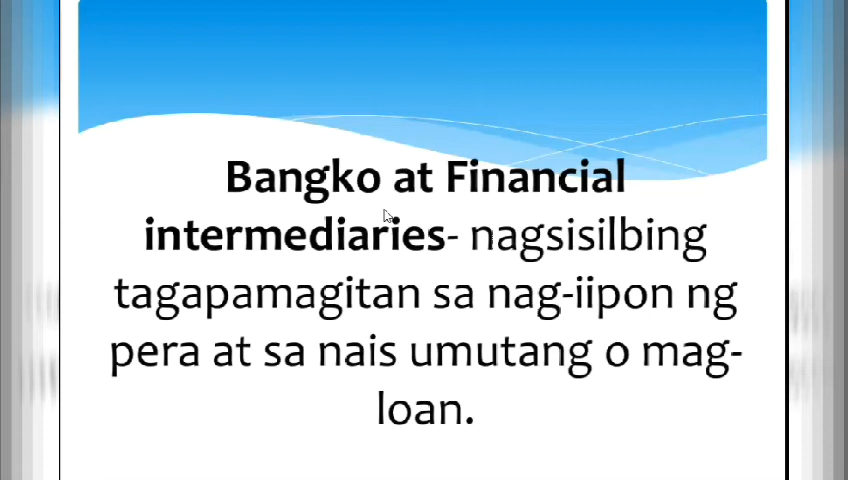 Bangko at Financial
intermediaries- nagsisilbing
tagapamagitan sa nag-iipon ng
pera at sa nais umutang o mag-
loan.